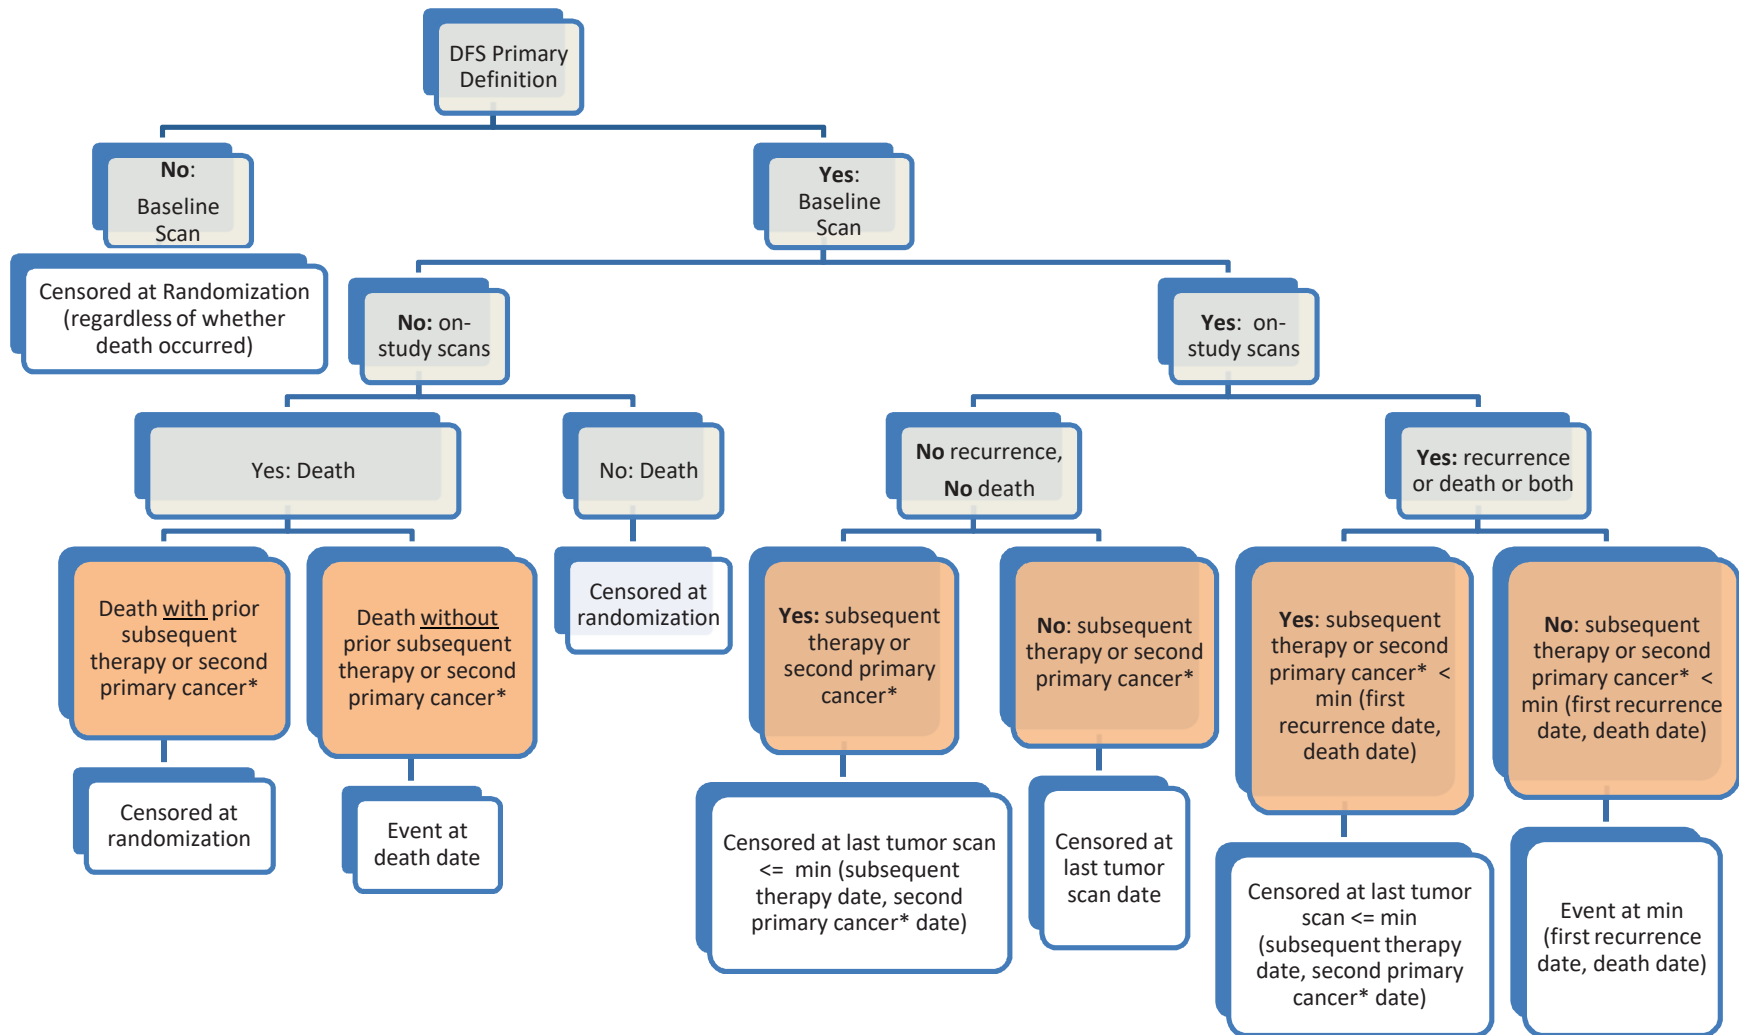 DFS Primary
Definition
No:
Baseline
Scan
Yes:
Baseline
Scan
Censored at Randomization
(regardless of whether
death occurred)
No: on-
study scans
Yes: on-
study scans
Yes: Death
No: Death
No recurrence,
No death
Yes: recurrence
or death or both
Death with prior
subsequent
therapy or second
primary cancer*
Death without
prior subsequent
therapy or second
primary cancer*
Censored at
randomization
Yes: subsequent
therapy or
second primary
cancer*
No: subsequent
therapy or second
primary cancer*
Yes: subsequent
therapy or second
primary cancer* <
min (first
recurrence date,
death date)
No: subsequent
therapy or second
primary cancer* <
min (first recurrence
date, death date)
Censored at
randomization
Event at
death date
Censored at last tumor scan
<= min (subsequent
therapy date, second
primary cancer* date)
Censored at
last tumor
scan date
Censored at last tumor
scan <= min
(subsequent therapy
date, second primary
cancer* date)
Event at min
(first recurrence
date, death date)